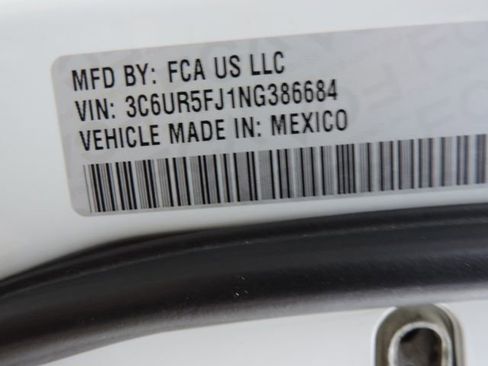 MFD BY: FCA US LLC
VIN: 3C6UR5FJ1NG386684
VEHICLE MADE IN: MEXICO